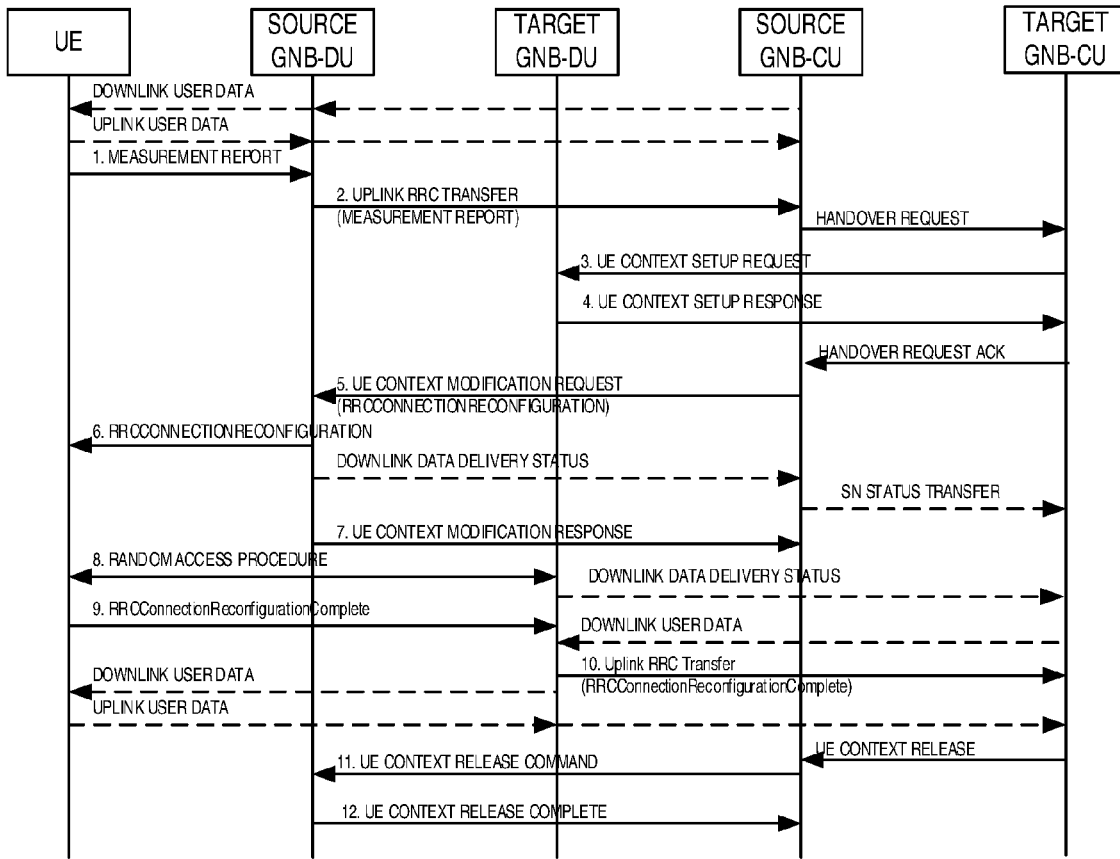 UE
SOURCE
GNB-DU
TARGET
GNB-DU
SOURCE
GNB-CU
TARGET
GNB-CU
DOWNLINK USER DATA
UPLINK USER DATA
1. MEASUREMENT REPORT
2. UPLINK RRC TRANSFER
(MEASUREMENT REPORT)
HANDOVER REQUEST
3. UE CONTEXT SETUP REQUEST
4. UE CONTEXT SETUP RESPONSE
HANDOVER REQUEST ACK
5. UE CONTEXT MODIFICATION REQUEST
(RRCCONNECTIONRECONFIGURATION)
6. RRCCONNECTIONRECONFIGURATION
DOWNLINK DATA DELIVERY STATUS
SN STATUS TRANSFER
7. UE CONTEXT MODIFICATION RESPONSE
8. RANDOM ACCESS PROCEDURE
DOWNLINK DATA DELIVERY STATUS
9. RRCConnectionReconfigurationComplete
DOWNLINK USER DATA
10. Uplink RRC Transfer
(RRCConnectionReconfigurationComplete)
DOWNLINK USER DATA
UPLINK USER DATA
UE CONTEXT RELEASE
11. UE CONTEXT RELEASE COMMAND
12. UE CONTEXT RELEASE COMPLETE